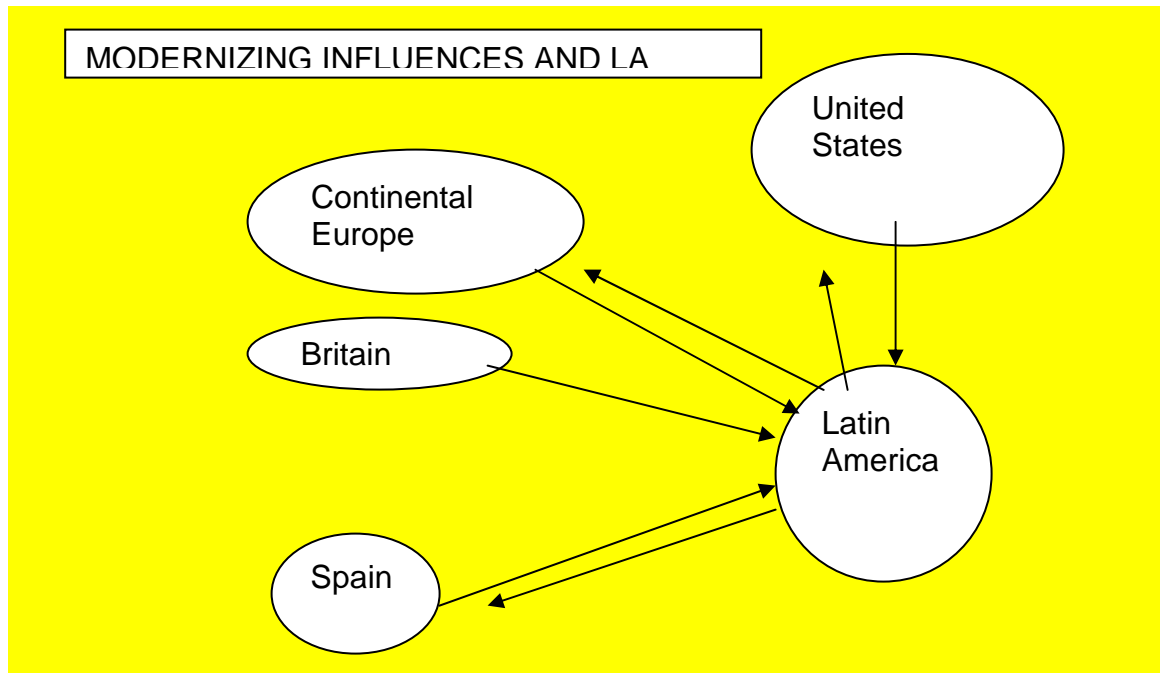 MODERNIZING INFLUENCES AND LA
United
States
Continental
Europe
Britain
Latin
America
Spain